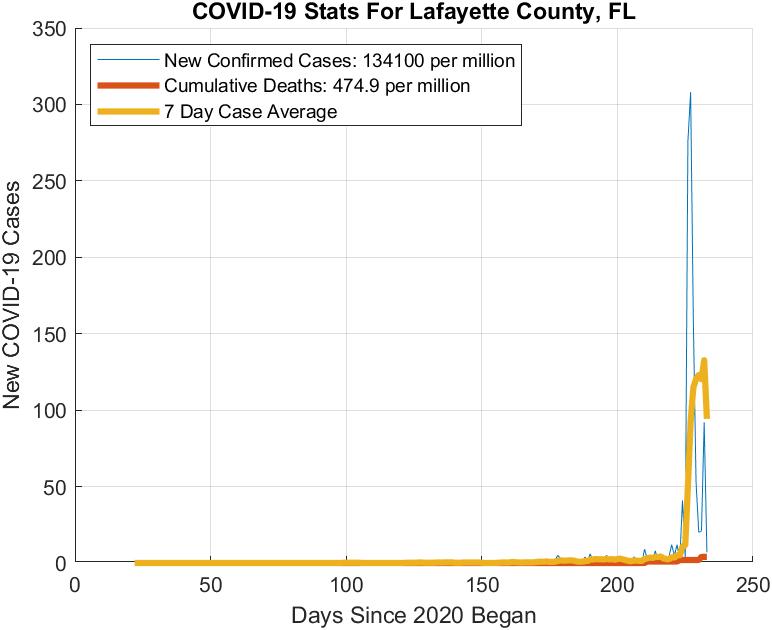 COVID-19 Stats For Lafayette County, FL
350
300
250
200
150
100
50
0
New Confirmed Cases: 134100 per million
Cumulative Deaths: 474.9 per million
7 Day Case Average
New COVID-19 Cases
0 50 100 150 200 250
Days Since 2020 Began